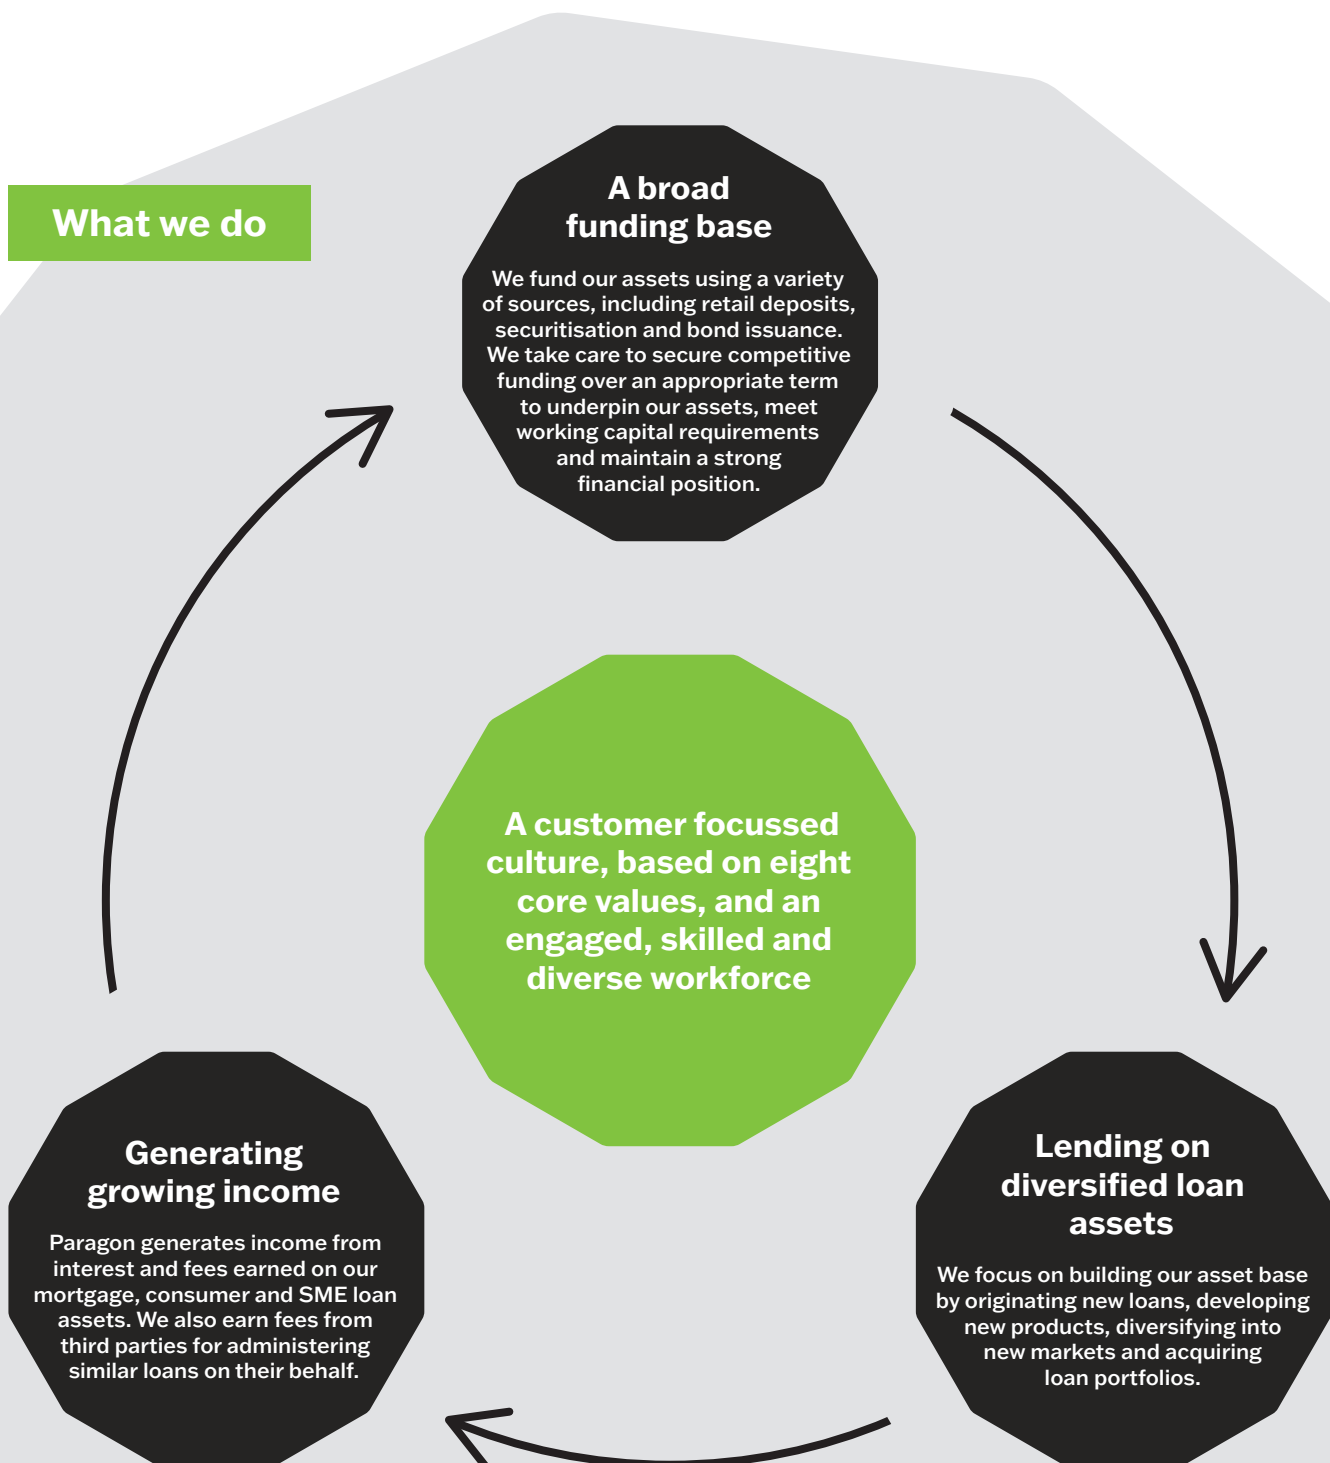 What we do
A broad
funding base
We fund our assets using a variety
of sources, including retail deposits,
securitisation and bond issuance.
We take care to secure competitive
funding over an appropriate term
to underpin our assets, meet
working capital requirements
and maintain a strong
financial position.
A customer focussed
culture, based on eight
core values, and an
engaged, skilled and
diverse workforce
Generating
growing income
Paragon generates income from
interest and fees earned on our
mortgage, consumer and SME loan
assets. We also earn fees from
third parties for administering
similar loans on their behalf.
Lending on
diversified loan
assets
We focus on building our asset base
by originating new loans, developing
new products, diversifying into
new markets and acquiring
loan portfolios.